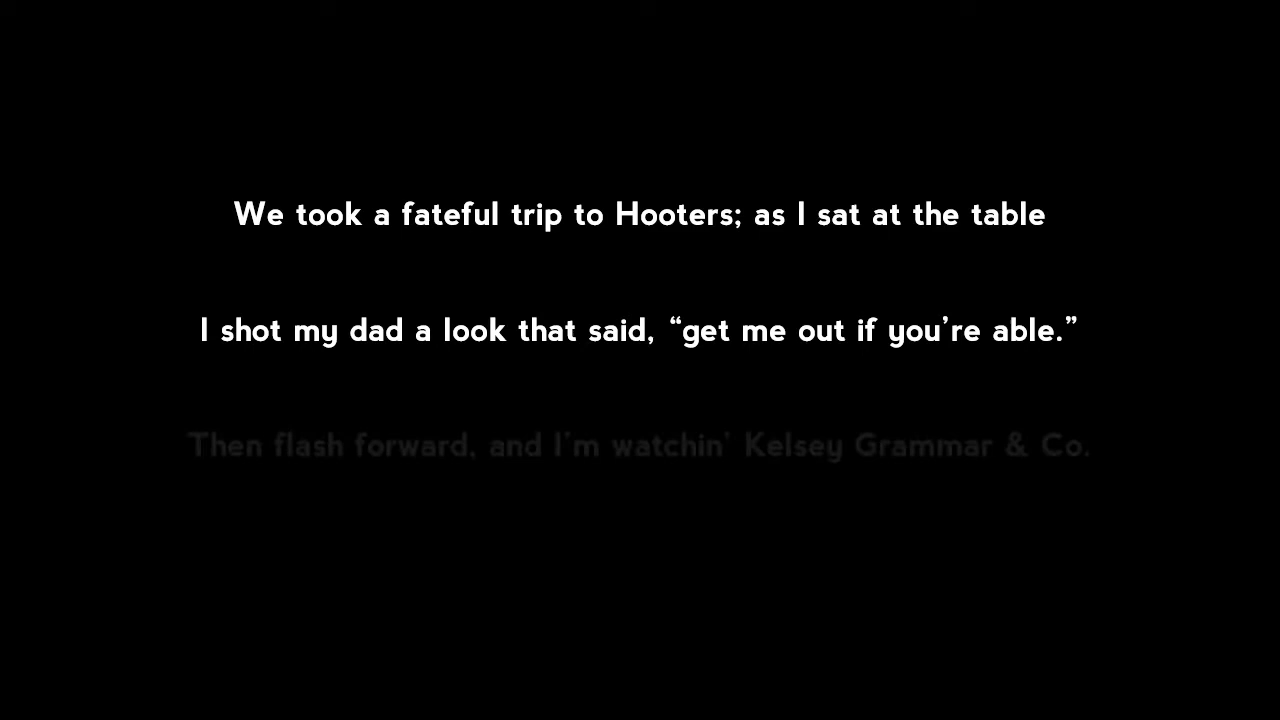 We took a fateful trip to Hooters; as I sat at the table
I shot my dad a look that said, “get me out if you’re able.”
Then flash forward, and I’m watchin’ Kelsey Grammar & Co.